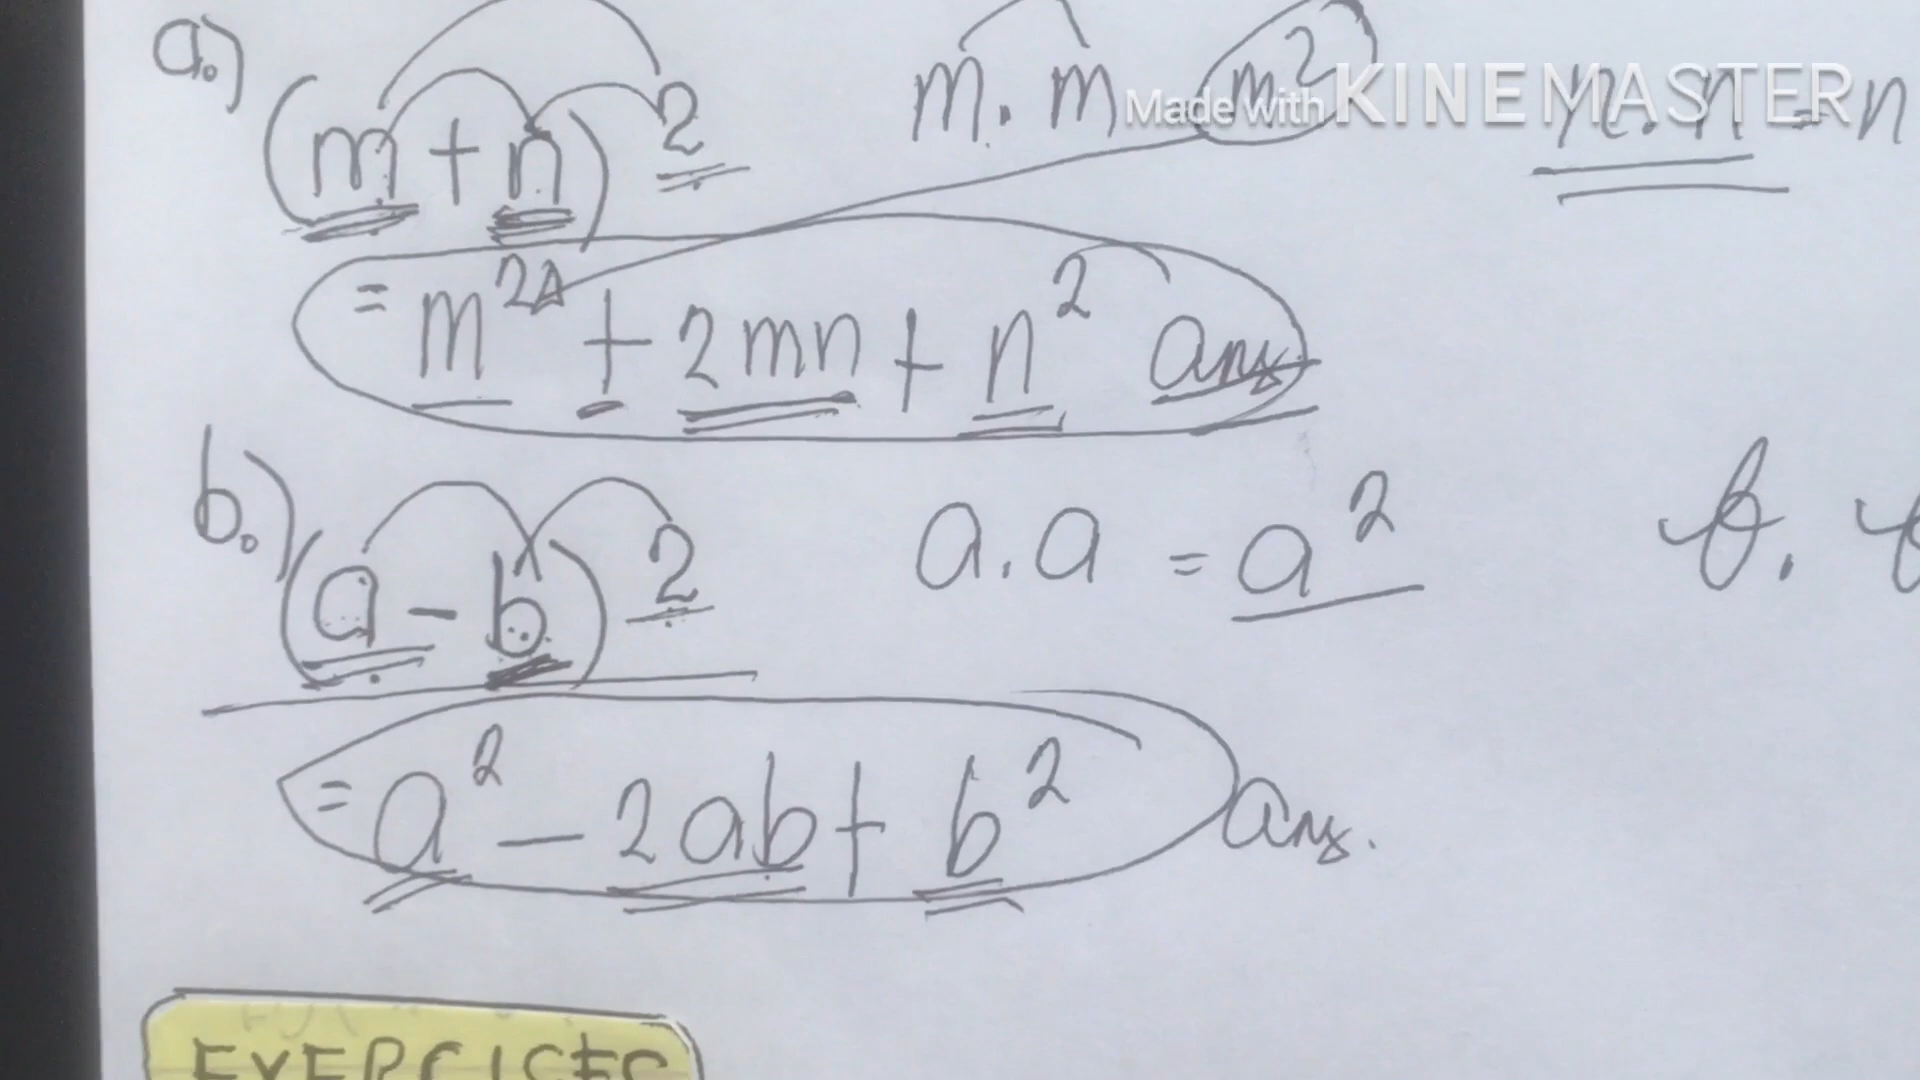 a.) (m + n)² m . m = m² n . n = n
= m² + 2mn + n² ans
b.) (a - b)² a . a = a² b .
= a² - 2ab + b² ans.
EXERCISES
Made with KINEMASTER